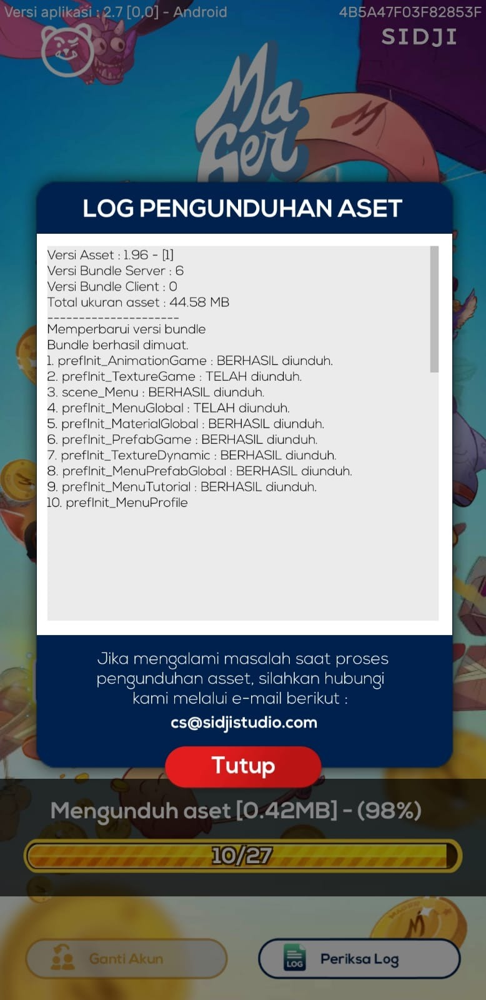 Versi aplikasi : 2.7 [0,0] - Android
4B5A47F03F82853F
SIDJI
Ma
Ger
LOG PENGUNDUHAN ASET
Versi Asset : 1.96 - [1]
Versi Bundle Server : 6
Versi Bundle Client : 0
Total ukuran asset : 44.58 MB
---------------------
Memperbarui versi bundle
Bundle berhasil dimuat.
1. prefInit_AnimationGame : BERHASIL diunduh.
2. prefInit_TextureGame : TELAH diunduh.
3. scene_Menu : BERHASIL diunduh.
4. prefInit_MenuGlobal : TELAH diunduh.
5. prefInit_MaterialGlobal : BERHASIL diunduh.
6. prefInit_PrefabGame : BERHASIL diunduh.
7. prefInit_TextureDynamic : BERHASIL diunduh.
8. prefInit_MenuPrefabGlobal : BERHASIL diunduh.
9. prefInit_MenuTutorial : BERHASIL diunduh.
10. prefInit_MenuProfile
Jika mengalami masalah saat proses
pengunduhan asset, silahkan hubungi
kami melalui e-mail berikut :
cs@sidjistudio.com
Tutup
Mengunduh aset [0.42MB] - (98%)
10/27
Ganti Akun
LOG
Periksa Log